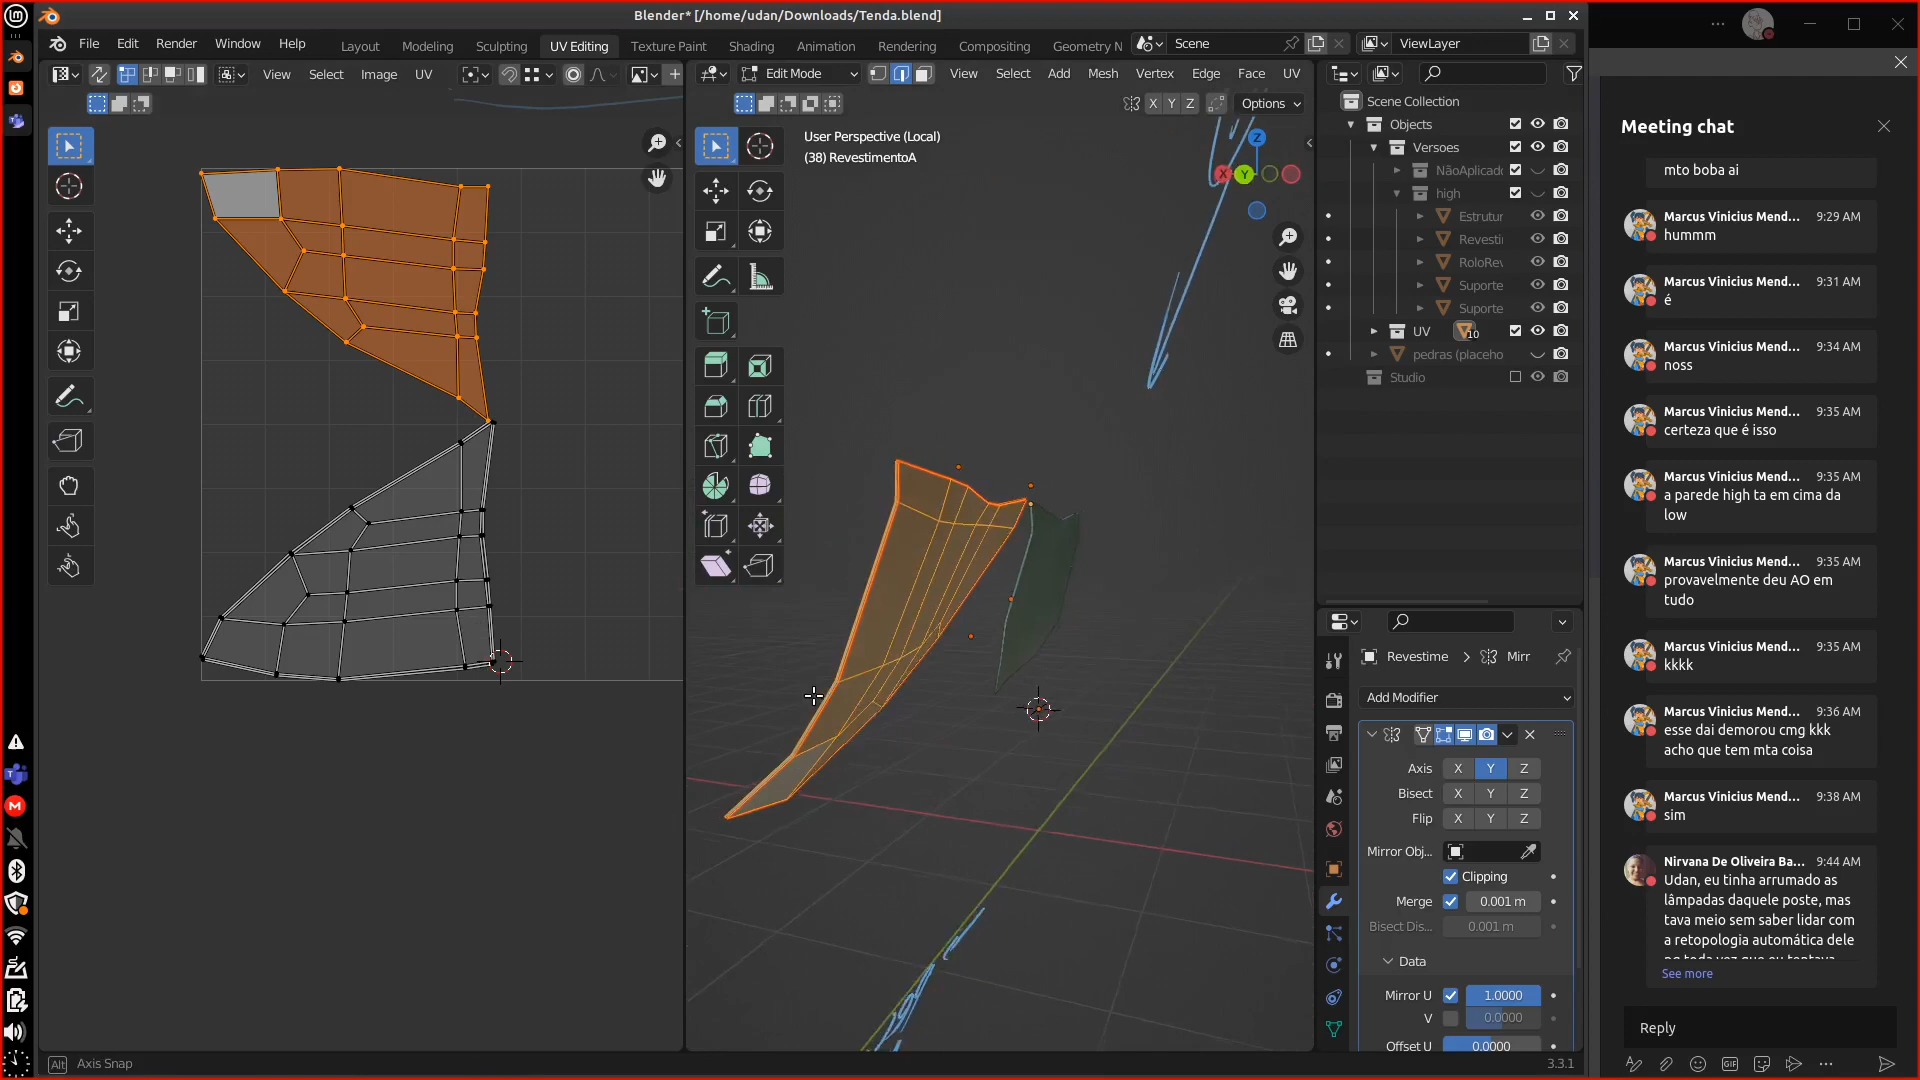 Blender* [/home/udan/Downloads/Tenda.blend]
File Edit Render Window Help
Layout Modeling Sculpting UV Editing Texture Paint Shading Animation Rendering Compositing Geometry N
Scene
ViewLayer
View Select Image UV
Edit Mode
View Select Add Mesh Vertex Edge Face UV
X Y Z
Options
User Perspective (Local)
(38) RevestimentoA
Z
X
Y
Scene Collection
Objects
Versoes
NãoAplicado
high
Estrutur
Revesti
RoloRev
Suporte
Suporte
UV
10
pedras (placeho
Studio
Revestime > Mirr
Add Modifier
Axis X Y Z
Bisect X Y Z
Flip X Y Z
Mirror Obj...
Clipping
Merge 0.001 m
Bisect Dis... 0.001 m
Data
Mirror U 1.0000
V 0.0000
Offset U 0.0000
Alt Axis Snap
3.3.1
Meeting chat
mto boba ai
Marcus Vinicius Mend... 9:29 AM
hummm
Marcus Vinicius Mend... 9:31 AM
é
Marcus Vinicius Mend... 9:34 AM
noss
Marcus Vinicius Mend... 9:35 AM
certeza que é isso
Marcus Vinicius Mend... 9:35 AM
a parede high ta em cima da
low
Marcus Vinicius Mend... 9:35 AM
provavelmente deu AO em
tudo
Marcus Vinicius Mend... 9:35 AM
kkkk
Marcus Vinicius Mend... 9:36 AM
esse dai demorou cmg kkk
acho que tem mta coisa
Marcus Vinicius Mend... 9:38 AM
sim
Nirvana De Oliveira Ba... 9:44 AM
Udan, eu tinha arrumado as
lâmpadas daquele poste, mas
tava meio sem saber lidar com
a retopologia automática dele
See more
Reply
GIF